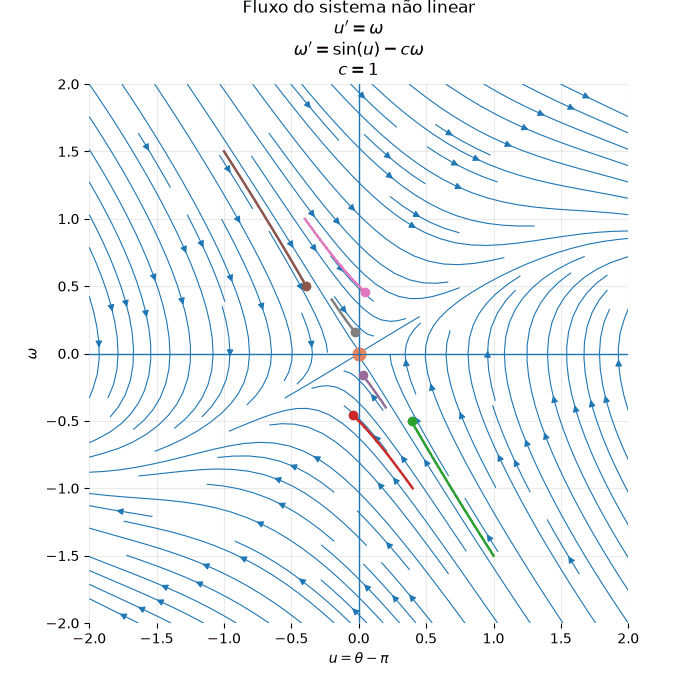 Fluxo do sistema não linear
u′ = ω
ω′ = sin(u) − cω
c = 1
2.0
1.5
1.0
0.5
0.0
−0.5
−1.0
−1.5
−2.0
ω
−2.0 −1.5 −1.0 −0.5 0.0 0.5 1.0 1.5 2.0
u = θ − π